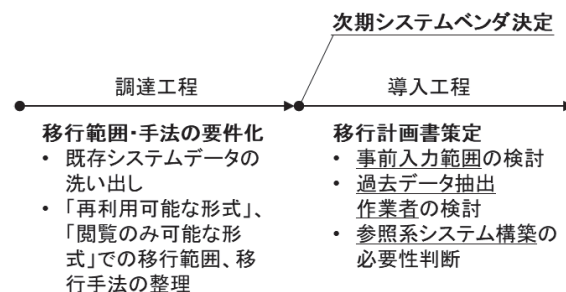 次期システムベンダ決定
調達工程
導入工程
移行範囲・手法の要件化
• 既存システムデータの
洗い出し
• 「再利用可能な形式」、
「閲覧のみ可能な形
式」での移行範囲、移
行手法の整理
移行計画書策定
• 事前入力範囲の検討
• 過去データ抽出
作業者の検討
• 参照系システム構築の
必要性判断